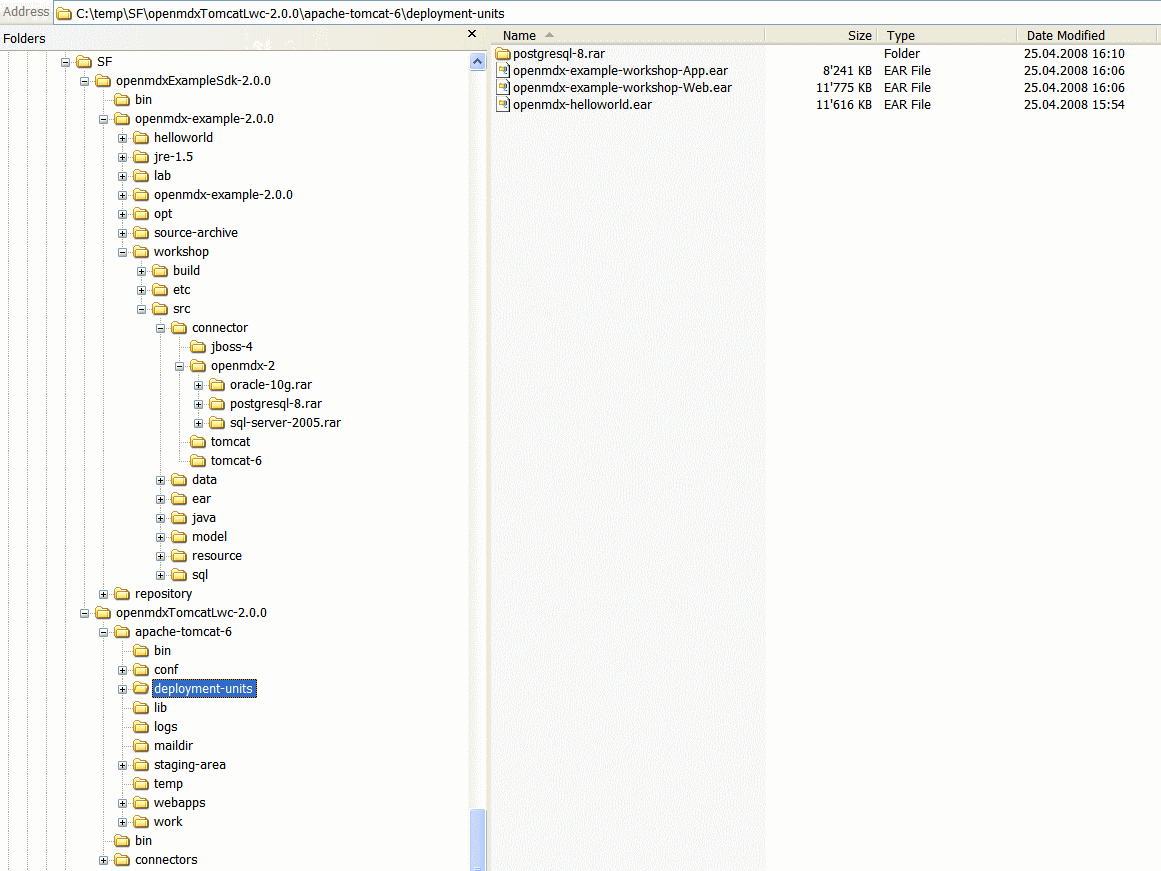 Address C:\temp\SF\openmdxTomcatLwc-2.0.0\apache-tomcat-6\deployment-units
Folders
SF
openmdxExampleSdk-2.0.0
bin
openmdx-example-2.0.0
helloworld
jre-1.5
lab
openmdx-example-2.0.0
opt
source-archive
workshop
build
etc
src
connector
jboss-4
openmdx-2
oracle-10g.rar
postgresql-8.rar
sql-server-2005.rar
tomcat
tomcat-6
data
ear
java
model
resource
sql
repository
openmdxTomcatLwc-2.0.0
apache-tomcat-6
bin
conf
deployment-units
lib
logs
maildir
staging-area
temp
webapps
work
bin
connectors
Name Size Type Date Modified
postgresql-8.rar Folder 25.04.2008 16:10
openmdx-example-workshop-App.ear 8'241 KB EAR File 25.04.2008 16:06
openmdx-example-workshop-Web.ear 11'775 KB EAR File 25.04.2008 16:06
openmdx-helloworld.ear 11'616 KB EAR File 25.04.2008 15:54